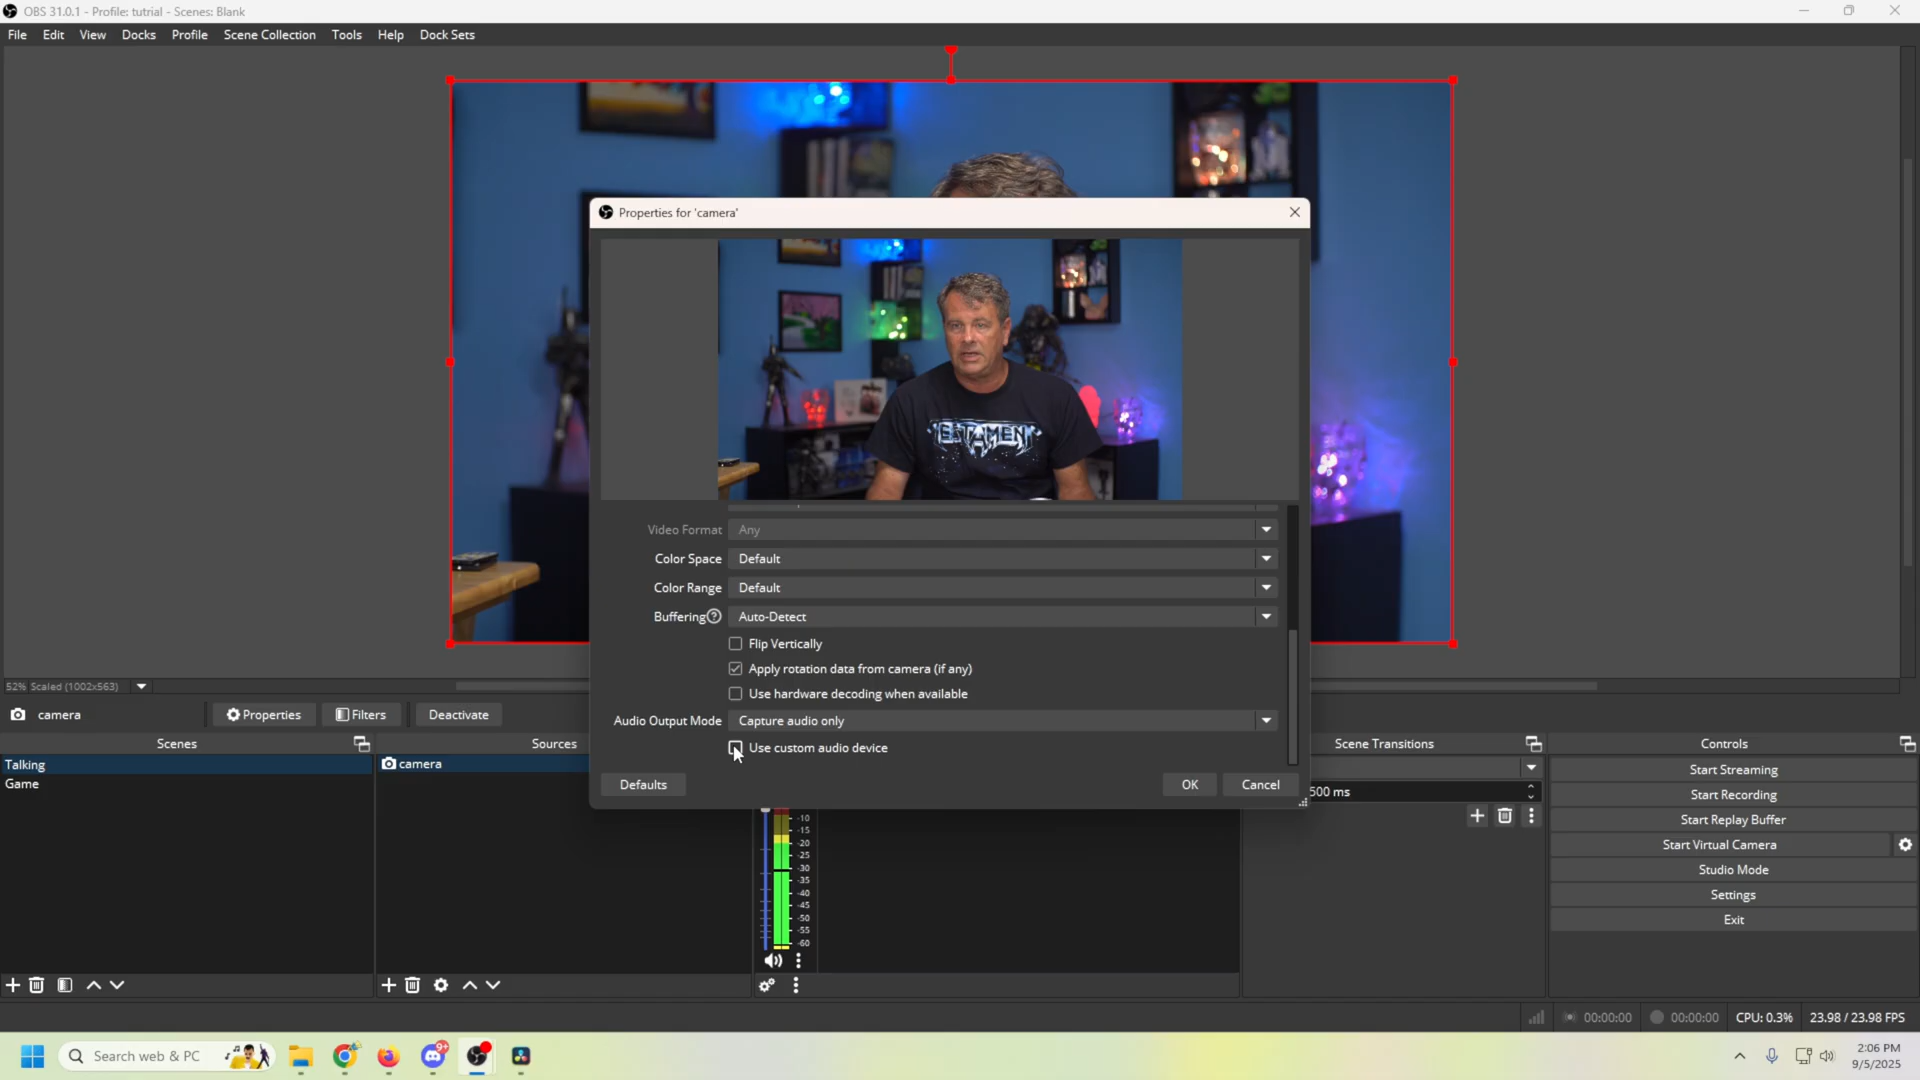 OBS 31.0.1 - Profile: tutrial - Scenes: Blank
File Edit View Docks Profile Scene Collection Tools Help Dock Sets
Properties for 'camera'
TESTAMENT
Video Format Any
Color Space Default
Color Range Default
Buffering ? Auto-Detect
Flip Vertically
Apply rotation data from camera (if any)
Use hardware decoding when available
Audio Output Mode Capture audio only
Use custom audio device
Defaults OK Cancel
52% Scaled (1002x563)
camera Properties Filters Deactivate
Scenes Sources Scene Transitions Controls
Talking
Game
camera
500 ms
-10
-15
-20
-25
-30
-35
-40
-45
-50
-55
-60
Start Streaming
Start Recording
Start Replay Buffer
Start Virtual Camera
Studio Mode
Settings
Exit
00:00:00 00:00:00 CPU: 0.3% 23.98 / 23.98 FPS
Search web & PC
9+
2:06 PM
9/5/2025